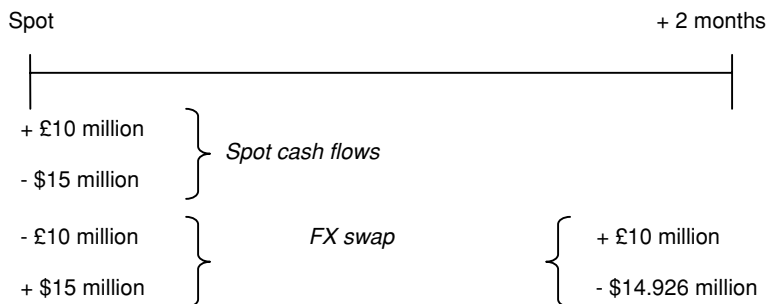 Spot + 2 months
+ £10 million
Spot cash flows
- $15 million
- £10 million FX swap + £10 million
+ $15 million - $14.926 million